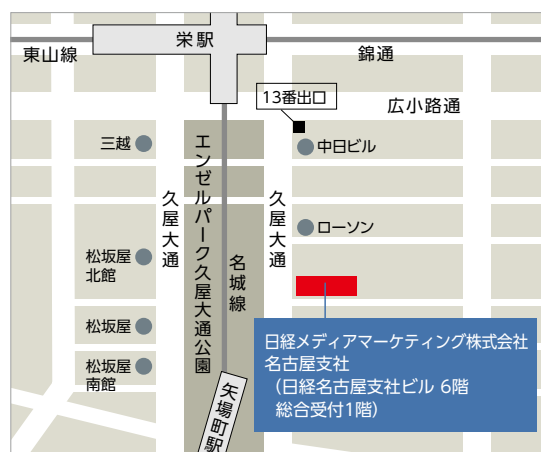 栄駅
東山線
錦通
13番出口
広小路通
三越
中日ビル
エンゼルパーク久屋大通公園
久屋大通
久屋大通
ローソン
松坂屋
北館
名城線
松坂屋
松坂屋
南館
日経メディアマーケティング株式会社
名古屋支社
（日経名古屋支社ビル 6階
総合受付1階）
矢場町駅